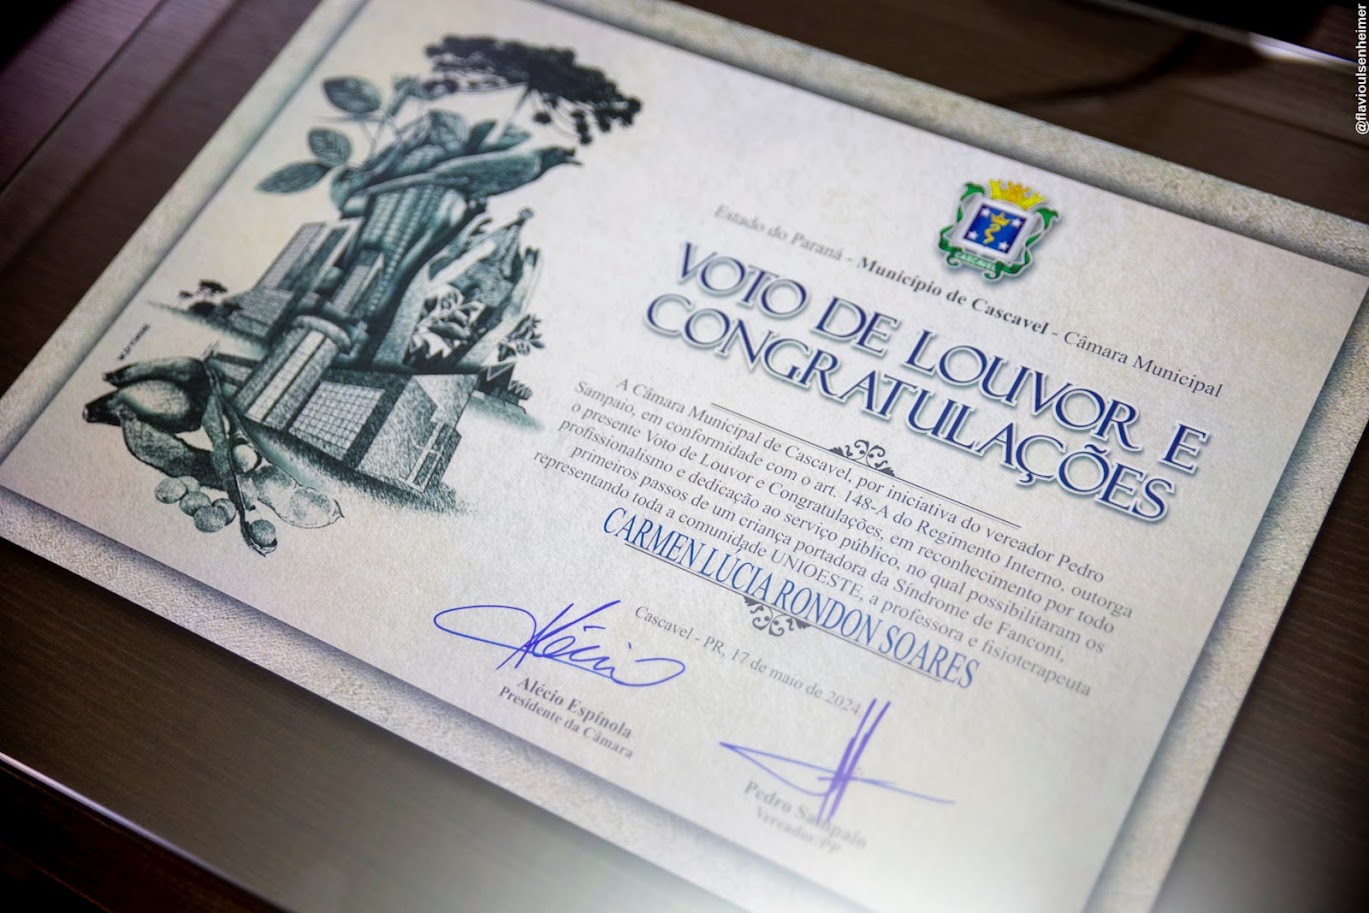 @flavioulsenheimer
CASCAVEL
Estado do Paraná - Município de Cascavel - Câmara Municipal
VOTO DE LOUVOR E
CONGRATULAÇÕES
A Câmara Municipal de Cascavel, por iniciativa do vereador Pedro
Sampaio, em conformidade com o art. 148-A do Regimento Interno, outorga
o presente Voto de Louvor e Congratulações, em reconhecimento por todo
profissionalismo e dedicação ao serviço público, no qual possibilitaram os
primeiros passos de um criança portadora da Síndrome de Fanconi,
representando toda a comunidade UNIOESTE, a professora e fisioterapeuta
CARMEN LÚCIA RONDON SOARES
Cascavel - PR, 17 de maio de 2024.
Alécio
Alécio Espínola
Presidente da Câmara
Pedro Sampaio
Vereador/PP